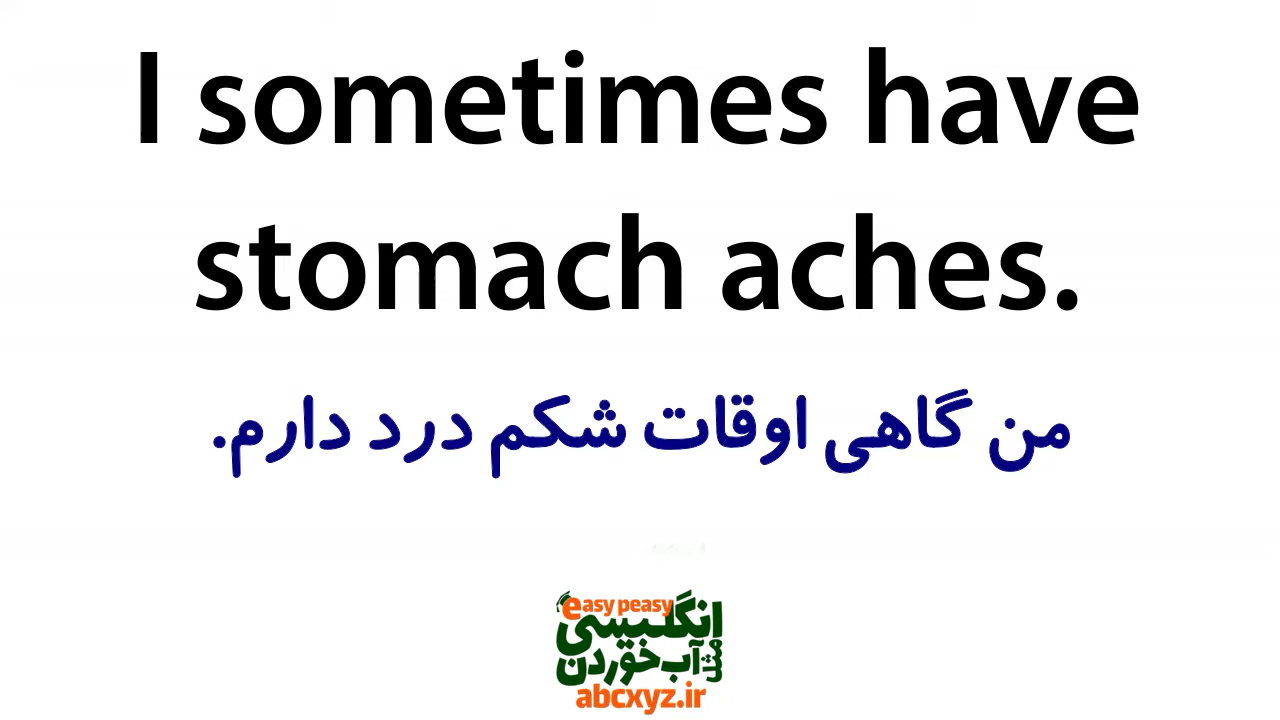 I sometimes have
stomach aches.
من گاهی اوقات شکم درد دارم.
easy peasy
انگلیسی
مثل آب خوردن
abcxyz.ir